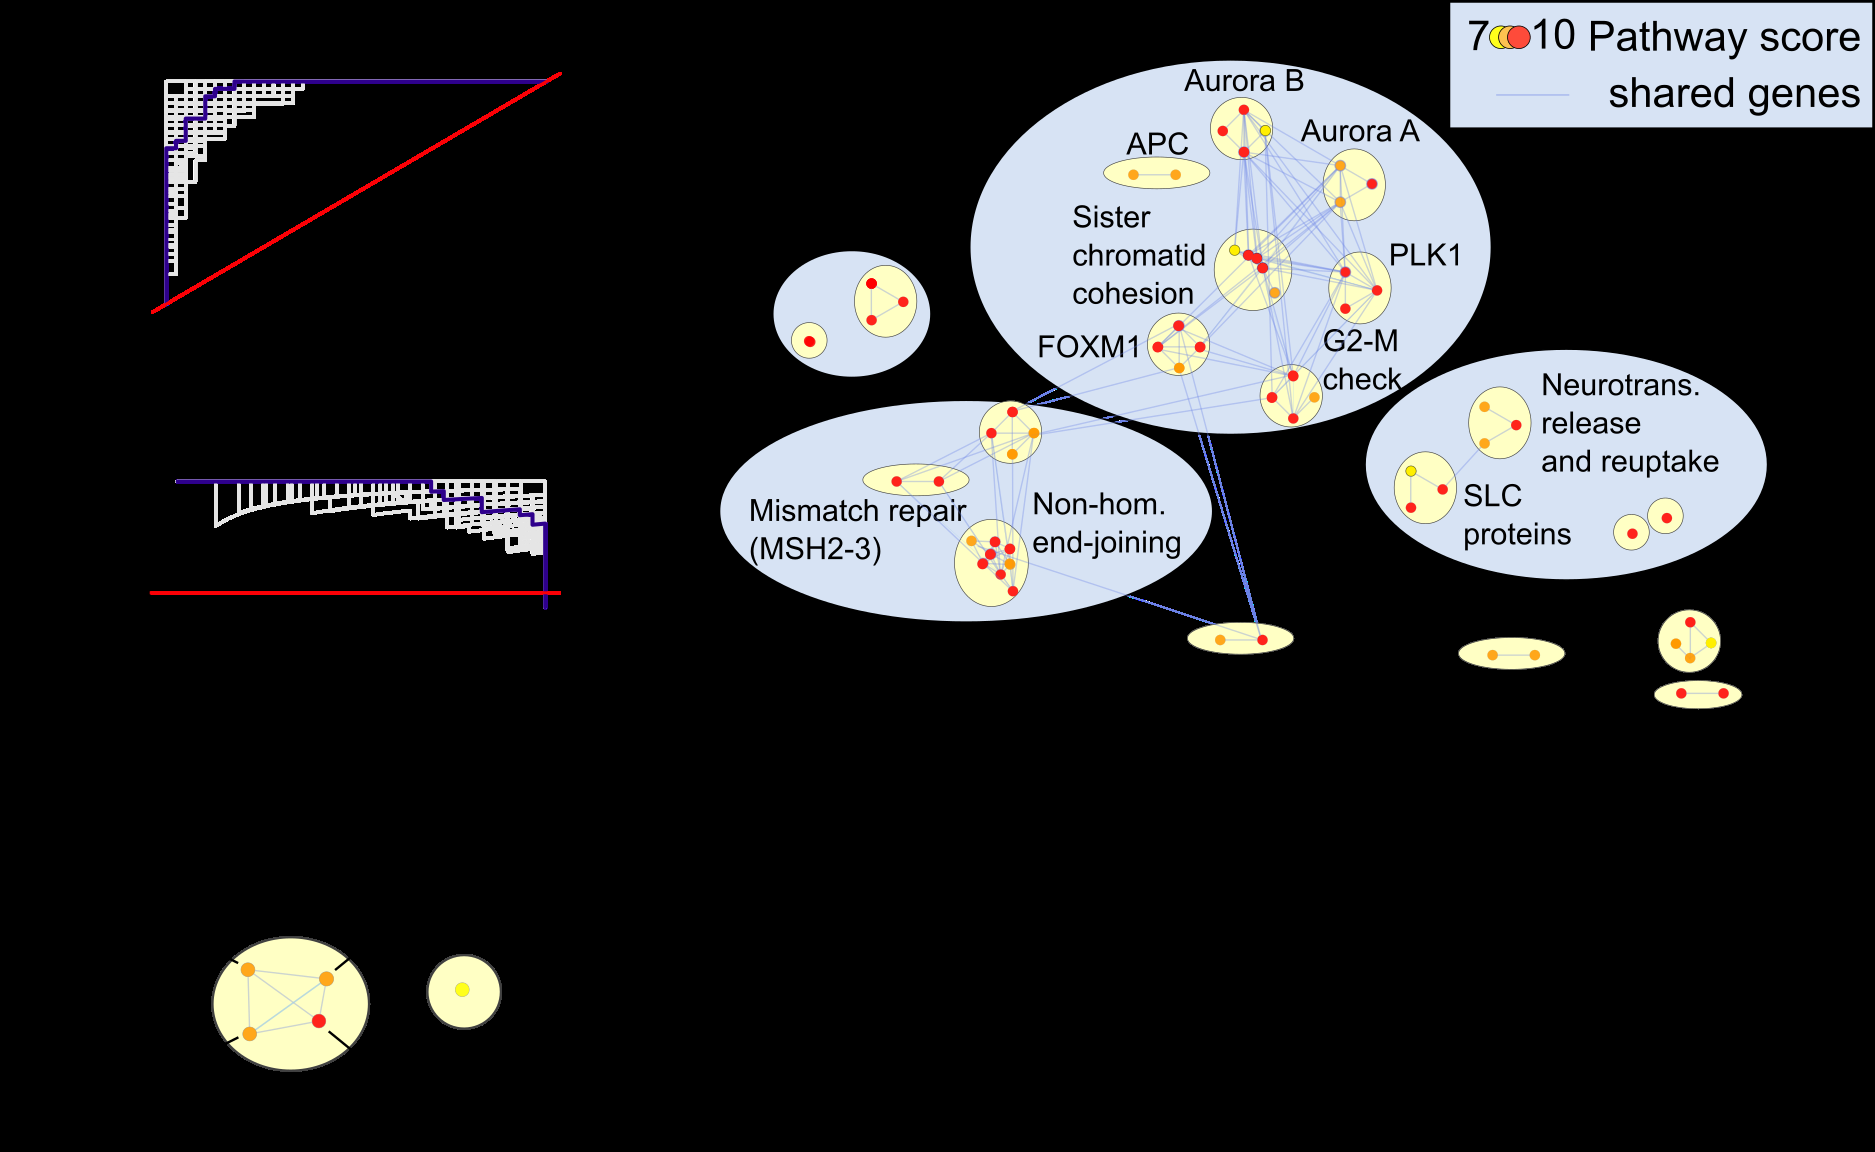 7 10 Pathway score
shared genes
Aurora B
Aurora A
APC
Sister
chromatid
cohesion
PLK1
FOXM1
G2-M
check
Neurotrans.
release
and reuptake
SLC
proteins
Mismatch repair
(MSH2-3)
Non-hom.
end-joining